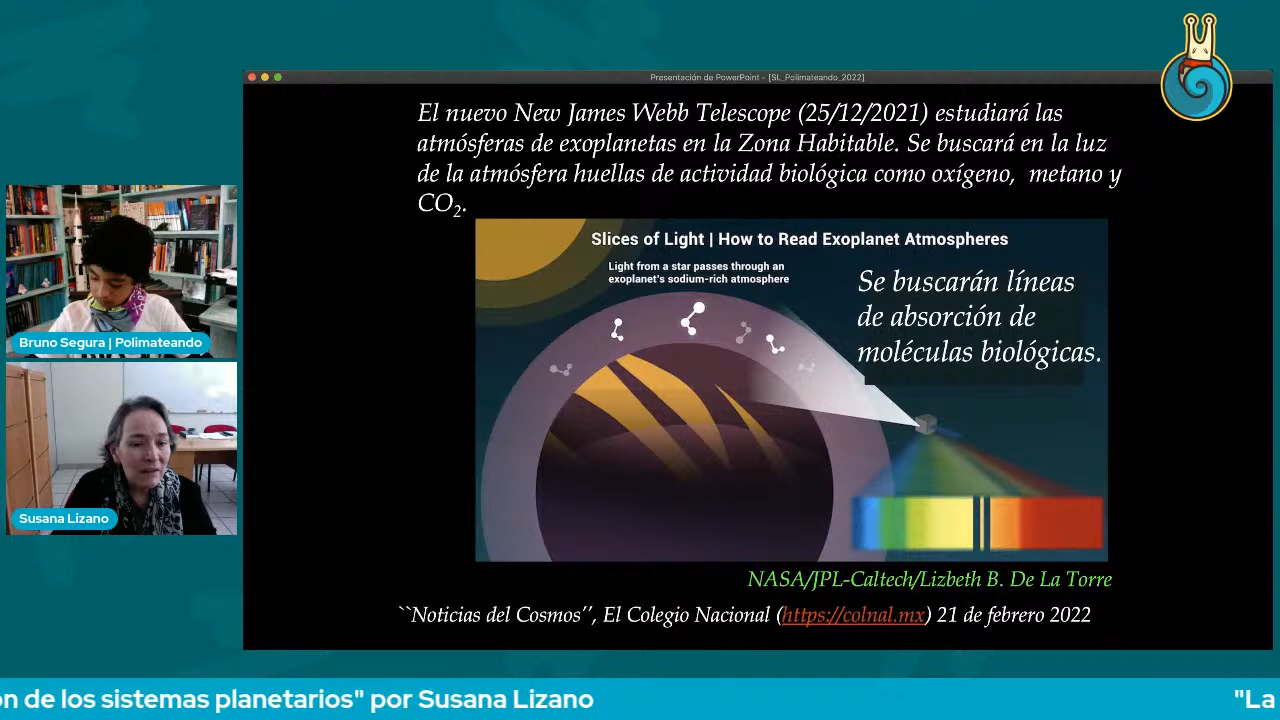 Presentación de PowerPoint - [SL_Polimateando_2022]
El nuevo New James Webb Telescope (25/12/2021) estudiará las
atmósferas de exoplanetas en la Zona Habitable. Se buscará en la luz
de la atmósfera huellas de actividad biológica como oxígeno, metano y
CO₂.
Slices of Light | How to Read Exoplanet Atmospheres
Light from a star passes through an
exoplanet's sodium-rich atmosphere
Se buscarán líneas
de absorción de
moléculas biológicas.
NASA/JPL-Caltech/Lizbeth B. De La Torre
``Noticias del Cosmos’’, El Colegio Nacional (https://colnal.mx) 21 de febrero 2022
Bruno Segura | Polimateando
Susana Lizano
ón de los sistemas planetarios" por Susana Lizano
"La